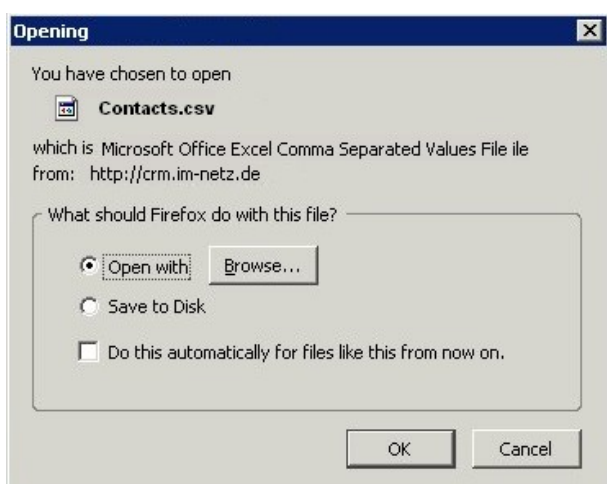 Opening
You have chosen to open
Contacts.csv
which is Microsoft Office Excel Comma Separated Values File ile
from: http://crm.im-netz.de
What should Firefox do with this file?
Open with Browse...
Save to Disk
Do this automatically for files like this from now on.
OK Cancel